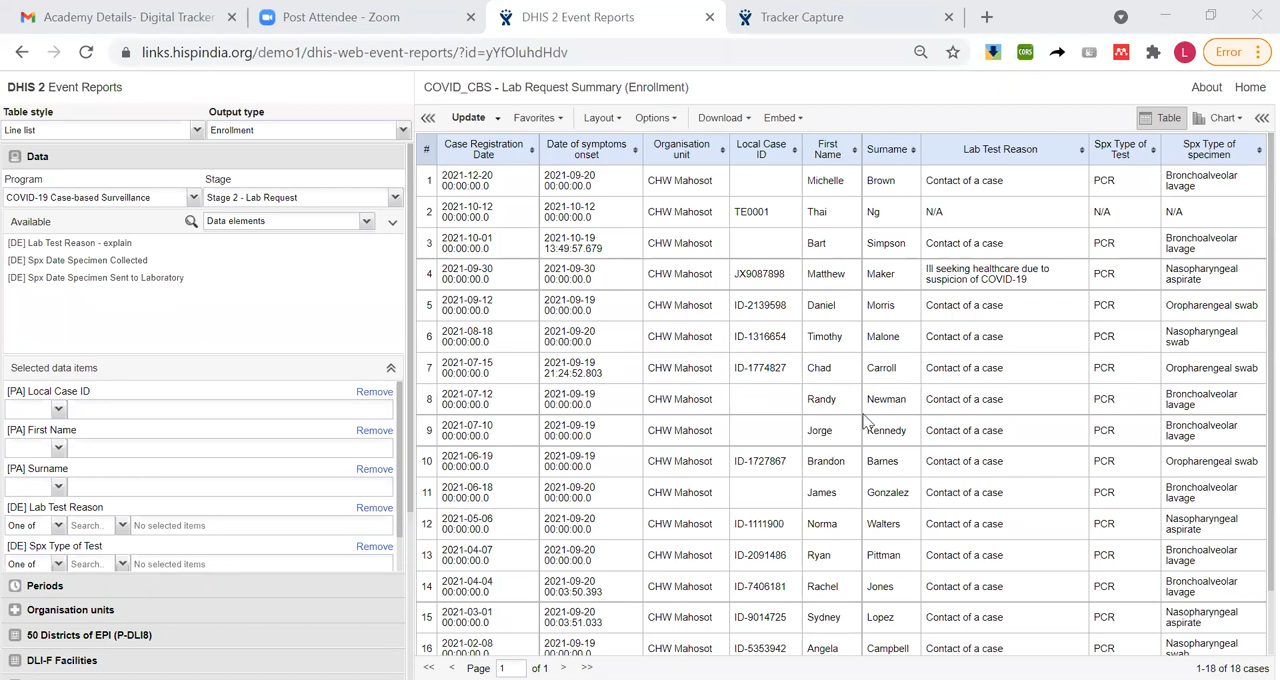 Academy Details- Digital Tracker
Post Attendee - Zoom
DHIS 2 Event Reports
Tracker Capture
links.hispindia.org/demo1/dhis-web-event-reports/?id=yYfOluhdHdv
CORS
L
Error
DHIS 2 Event Reports
COVID_CBS - Lab Request Summary (Enrollment)
About
Home
Table style
Output type
Line list
Enrollment
Data
Program
Stage
COVID-19 Case-based Surveillance
Stage 2 - Lab Request
Available
Data elements
[DE] Lab Test Reason - explain
[DE] Spx Date Specimen Collected
[DE] Spx Date Specimen Sent to Laboratory
Selected data items
[PA] Local Case ID
Remove
[PA] First Name
Remove
[PA] Surname
Remove
[DE] Lab Test Reason
Remove
One of
Search..
No selected items
[DE] Spx Type of Test
Remove
One of
Search..
No selected items
Periods
Organisation units
50 Districts of EPI (P-DLI8)
DLI-F Facilities
Update
Favorites
Layout
Options
Download
Embed
Table
Chart
# Case Registration Date Date of symptoms onset Organisation unit Local Case ID First Name Surname Lab Test Reason Spx Type of Test Spx Type of specimen
1 2021-12-20 00:00:00.0 2021-09-20 00:00:00.0 CHW Mahosot Michelle Brown Contact of a case PCR Bronchoalveolar lavage
2 2021-10-12 00:00:00.0 2021-10-12 00:00:00.0 CHW Mahosot TE0001 Thai Ng N/A N/A N/A
3 2021-10-01 00:00:00.0 2021-10-19 13:49:57.679 CHW Mahosot Bart Simpson Contact of a case PCR Bronchoalveolar lavage
4 2021-09-30 00:00:00.0 2021-09-30 00:00:00.0 CHW Mahosot JX9087898 Matthew Maker Ill seeking healthcare due to suspicion of COVID-19 PCR Nasopharyngeal aspirate
5 2021-09-12 00:00:00.0 2021-09-19 00:00:00.0 CHW Mahosot ID-2139598 Daniel Morris Contact of a case PCR Oropharengeal swab
6 2021-08-18 00:00:00.0 2021-09-20 00:00:00.0 CHW Mahosot ID-1316654 Timothy Malone Contact of a case PCR Nasopharyngeal swab
7 2021-07-15 00:00:00.0 2021-09-19 21:24:52.803 CHW Mahosot ID-1774827 Chad Carroll Contact of a case PCR Oropharengeal swab
8 2021-07-12 00:00:00.0 2021-09-19 00:00:00.0 CHW Mahosot Randy Newman Contact of a case PCR Bronchoalveolar lavage
9 2021-07-10 00:00:00.0 2021-09-19 00:00:00.0 CHW Mahosot Jorge Kennedy Contact of a case PCR Bronchoalveolar lavage
10 2021-06-19 00:00:00.0 2021-09-19 00:00:00.0 CHW Mahosot ID-1727867 Brandon Barnes Contact of a case PCR Oropharengeal swab
11 2021-06-18 00:00:00.0 2021-09-20 00:00:00.0 CHW Mahosot James Gonzalez Contact of a case PCR Bronchoalveolar lavage
12 2021-05-06 00:00:00.0 2021-09-20 00:00:00.0 CHW Mahosot ID-1111900 Norma Walters Contact of a case PCR Nasopharyngeal aspirate
13 2021-04-07 00:00:00.0 2021-09-20 00:00:00.0 CHW Mahosot ID-2091486 Ryan Pittman Contact of a case PCR Bronchoalveolar lavage
14 2021-04-04 00:00:00.0 2021-09-20 00:03:50.393 CHW Mahosot ID-7406181 Rachel Jones Contact of a case PCR Bronchoalveolar lavage
15 2021-03-01 00:00:00.0 2021-09-20 00:03:51.033 CHW Mahosot ID-9014725 Sydney Lopez Contact of a case PCR Nasopharyngeal aspirate
16 2021-02-08 00:00:00.0 2021-09-19 00:00:00.0 CHW Mahosot ID-5353942 Angela Campbell Contact of a case PCR Nasopharyngeal swab
<< < Page 1 of 1 > >>
1-18 of 18 cases